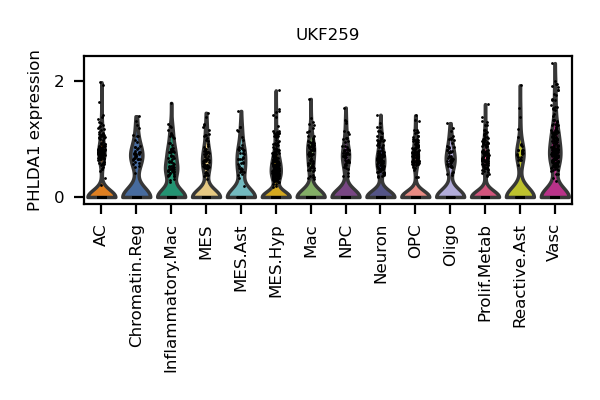 UKF259
PHLDA1 expression
2
0
AC
Chromatin.Reg
Inflammatory.Mac
MES
MES.Ast
MES.Hyp
Mac
NPC
Neuron
OPC
Oligo
Prolif.Metab
Reactive.Ast
Vasc